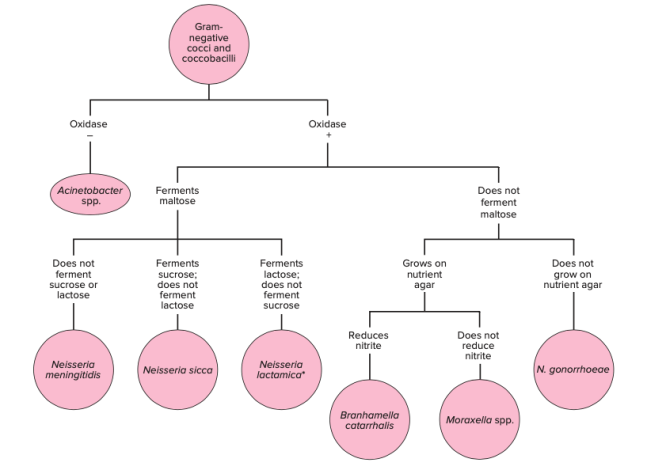 Gram-
negative
cocci and
coccobacilli
Oxidase
–
Oxidase
+
Acinetobacter
spp.
Ferments
maltose
Does not
ferment
maltose
Does not
ferment
sucrose or
lactose
Ferments
sucrose;
does not
ferment
lactose
Ferments
lactose;
does not
ferment
sucrose
Grows on
nutrient
agar
Does not
grow on
nutrient agar
Reduces
nitrite
Does not
reduce
nitrite
Neisseria
meningitidis
Neisseria sicca
Neisseria
lactamica*
N. gonorrhoeae
Branhamella
catarrhalis
Moraxella spp.